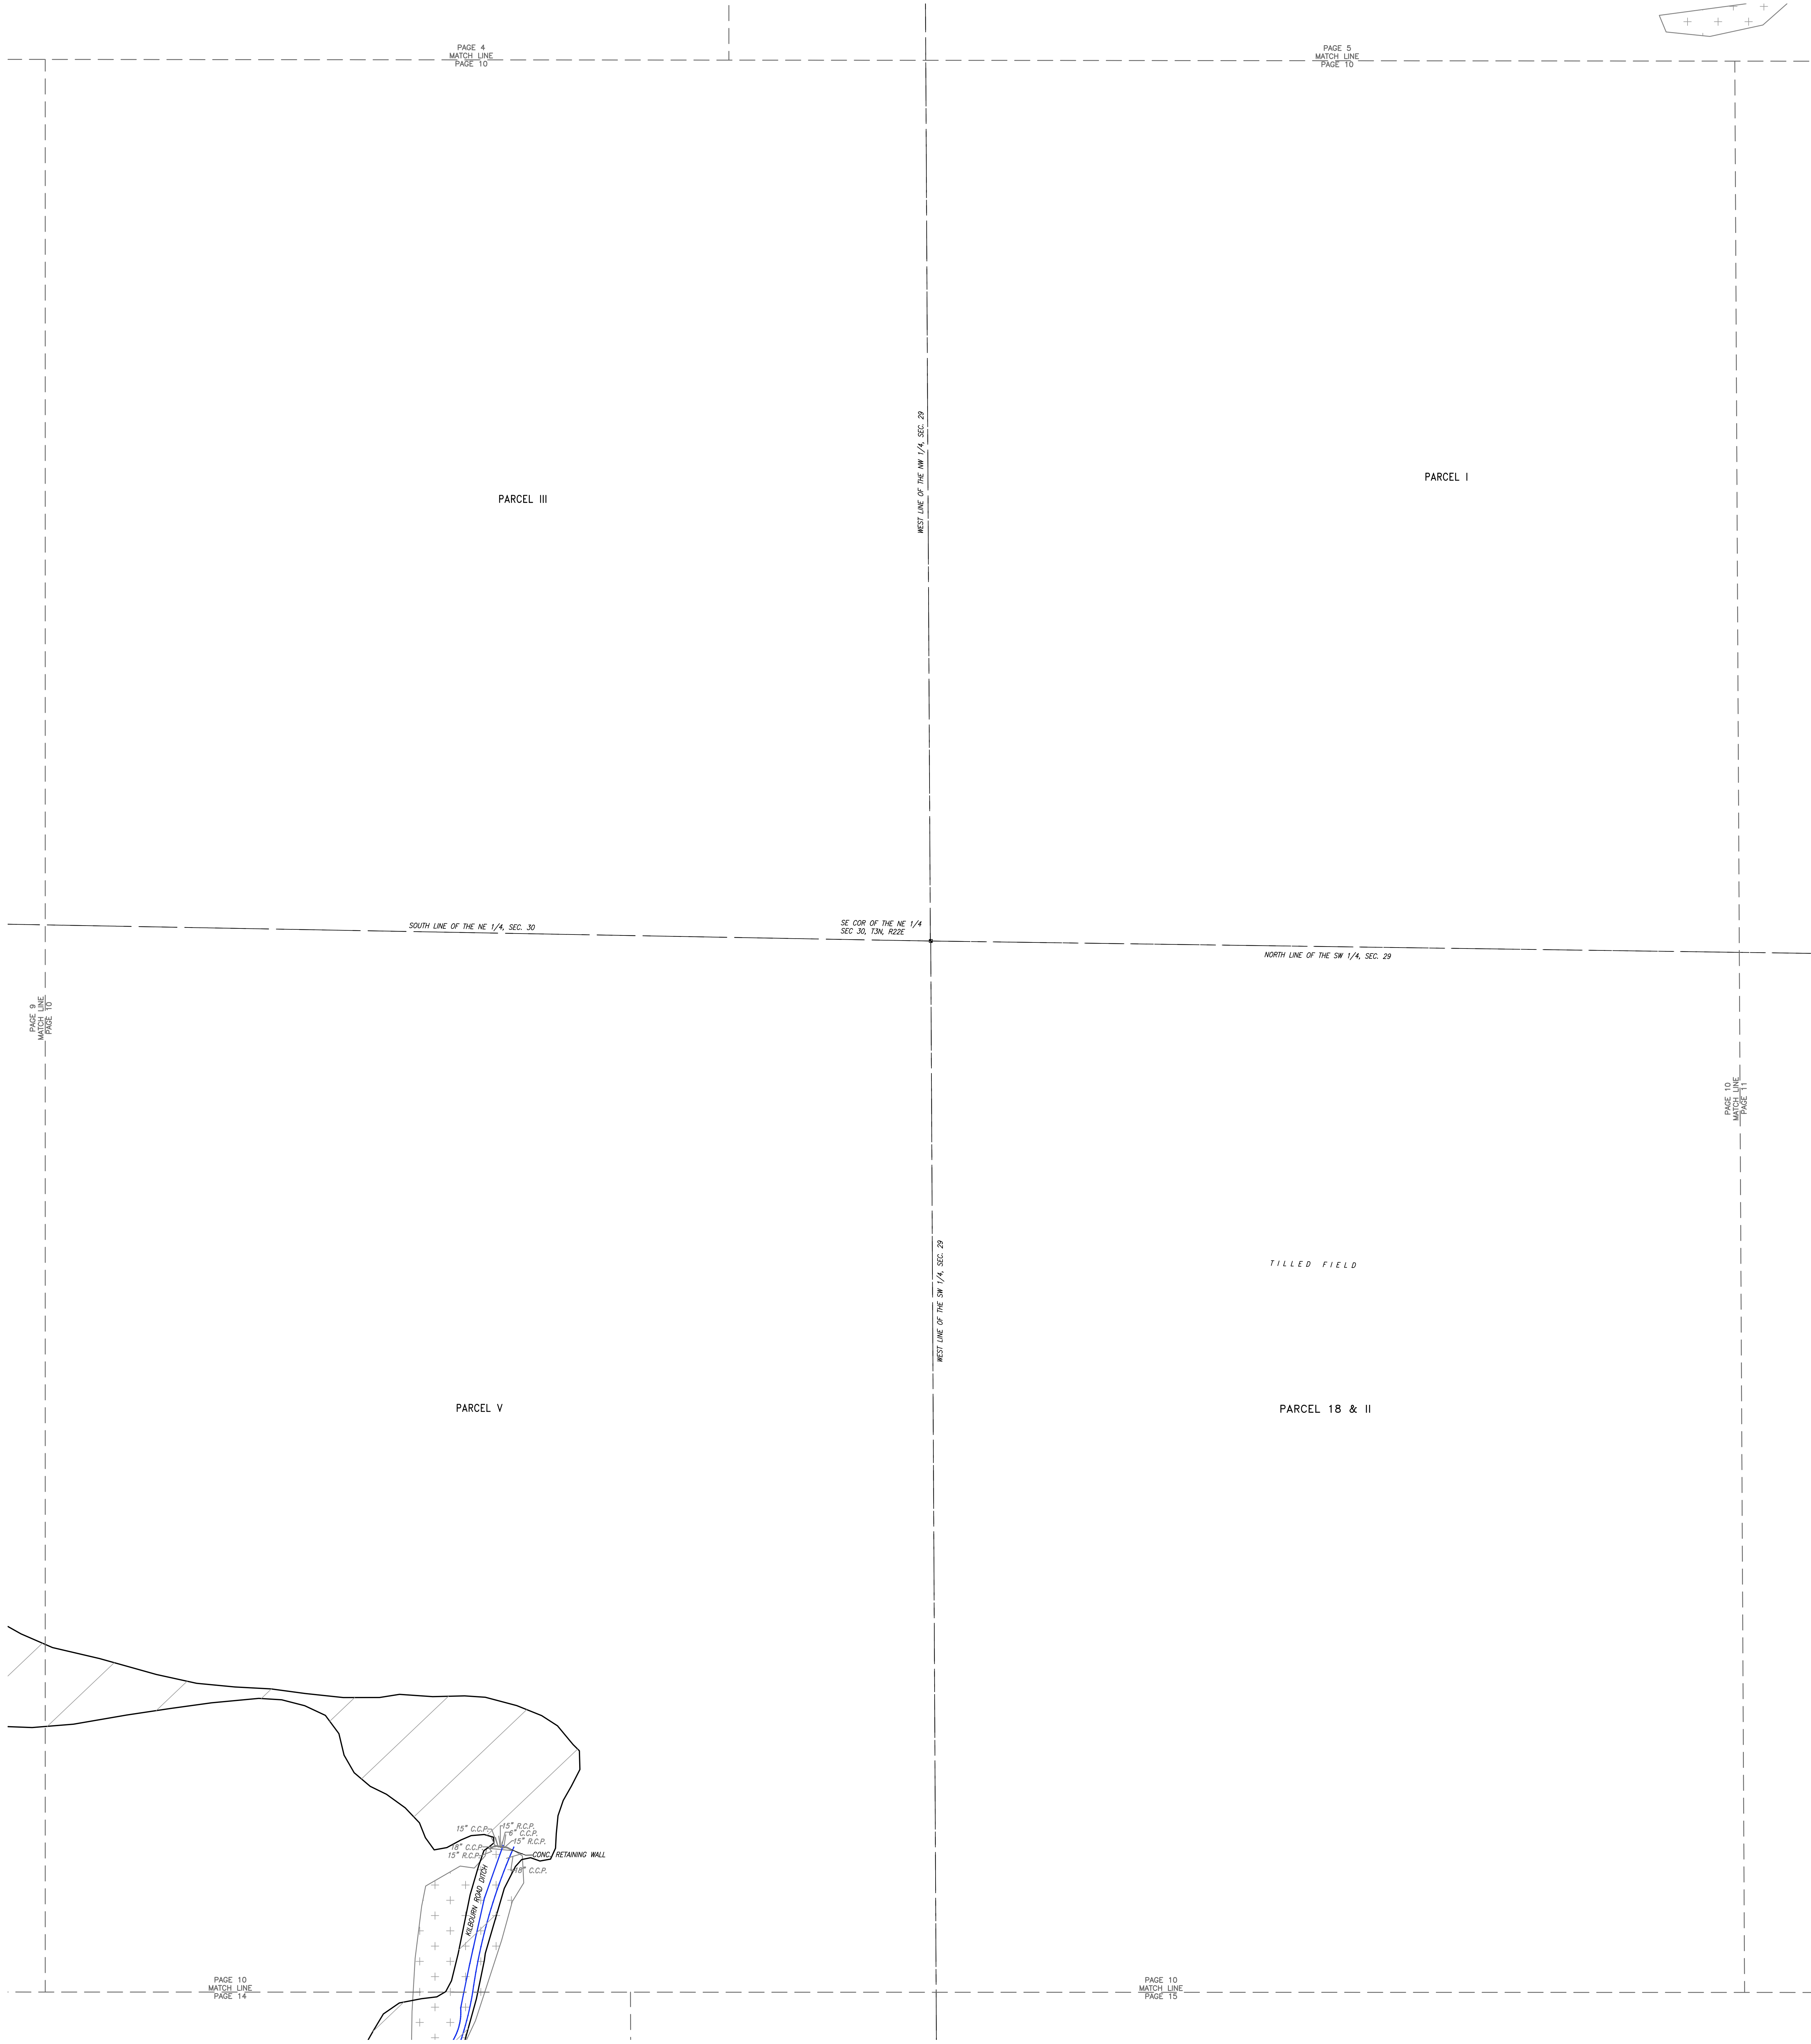 PAGE 4
MATCH LINE
PAGE 10
PAGE 5
MATCH LINE
PAGE 10
WEST LINE OF THE NW 1/4, SEC. 29
PARCEL III
PARCEL I
SOUTH LINE OF THE NE 1/4, SEC. 30
SE COR OF THE NE 1/4
SEC 30, T3N, R22E
NORTH LINE OF THE SW 1/4, SEC. 29
PAGE 9
MATCH LINE
PAGE 10
PAGE 10
MATCH LINE
PAGE 11
WEST LINE OF THE SW 1/4, SEC. 29
TILLED FIELD
PARCEL V
PARCEL 18 & II
15" C.C.P.
15" R.C.P.
6" C.C.P.
15" R.C.P.
18" C.C.P.
15" R.C.P.
CONC. RETAINING WALL
18" C.C.P.
KILBOURN ROAD DITCH
PAGE 10
MATCH LINE
PAGE 14
PAGE 10
MATCH LINE
PAGE 15